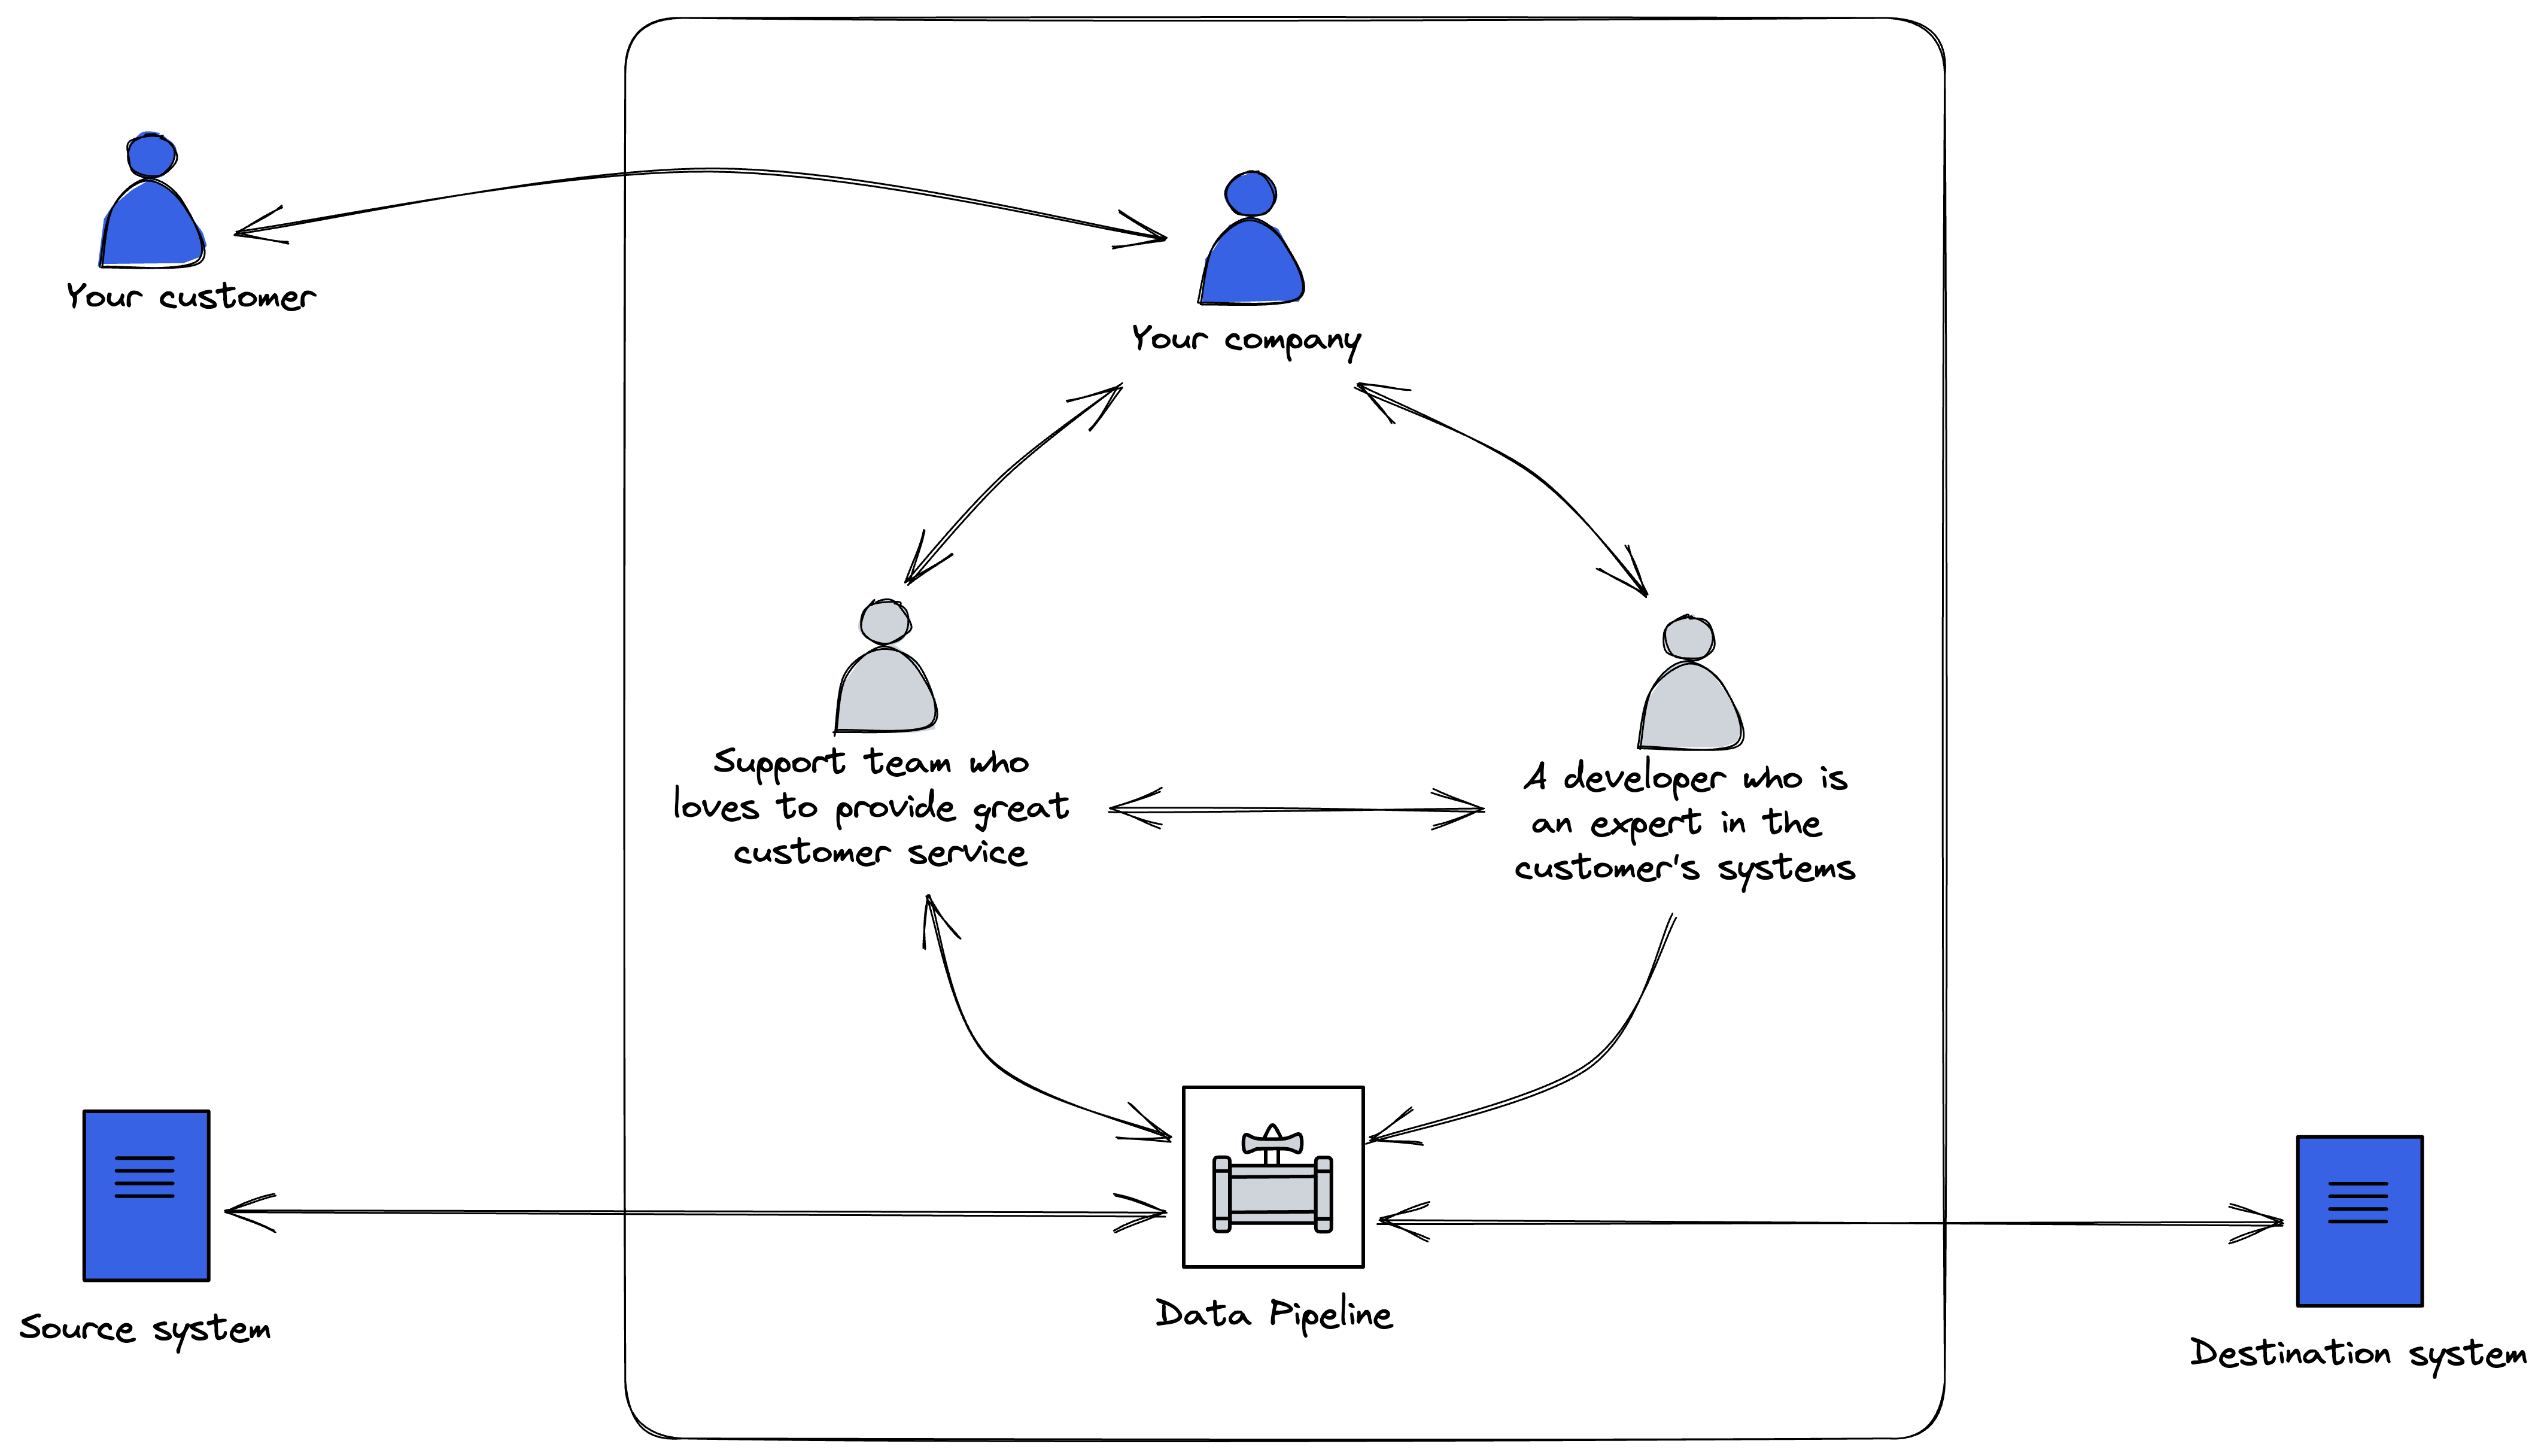 Your customer
Your company
Support team who
loves to provide great
customer service
A developer who is
an expert in the
customer's systems
Source system
Data Pipeline
Destination system